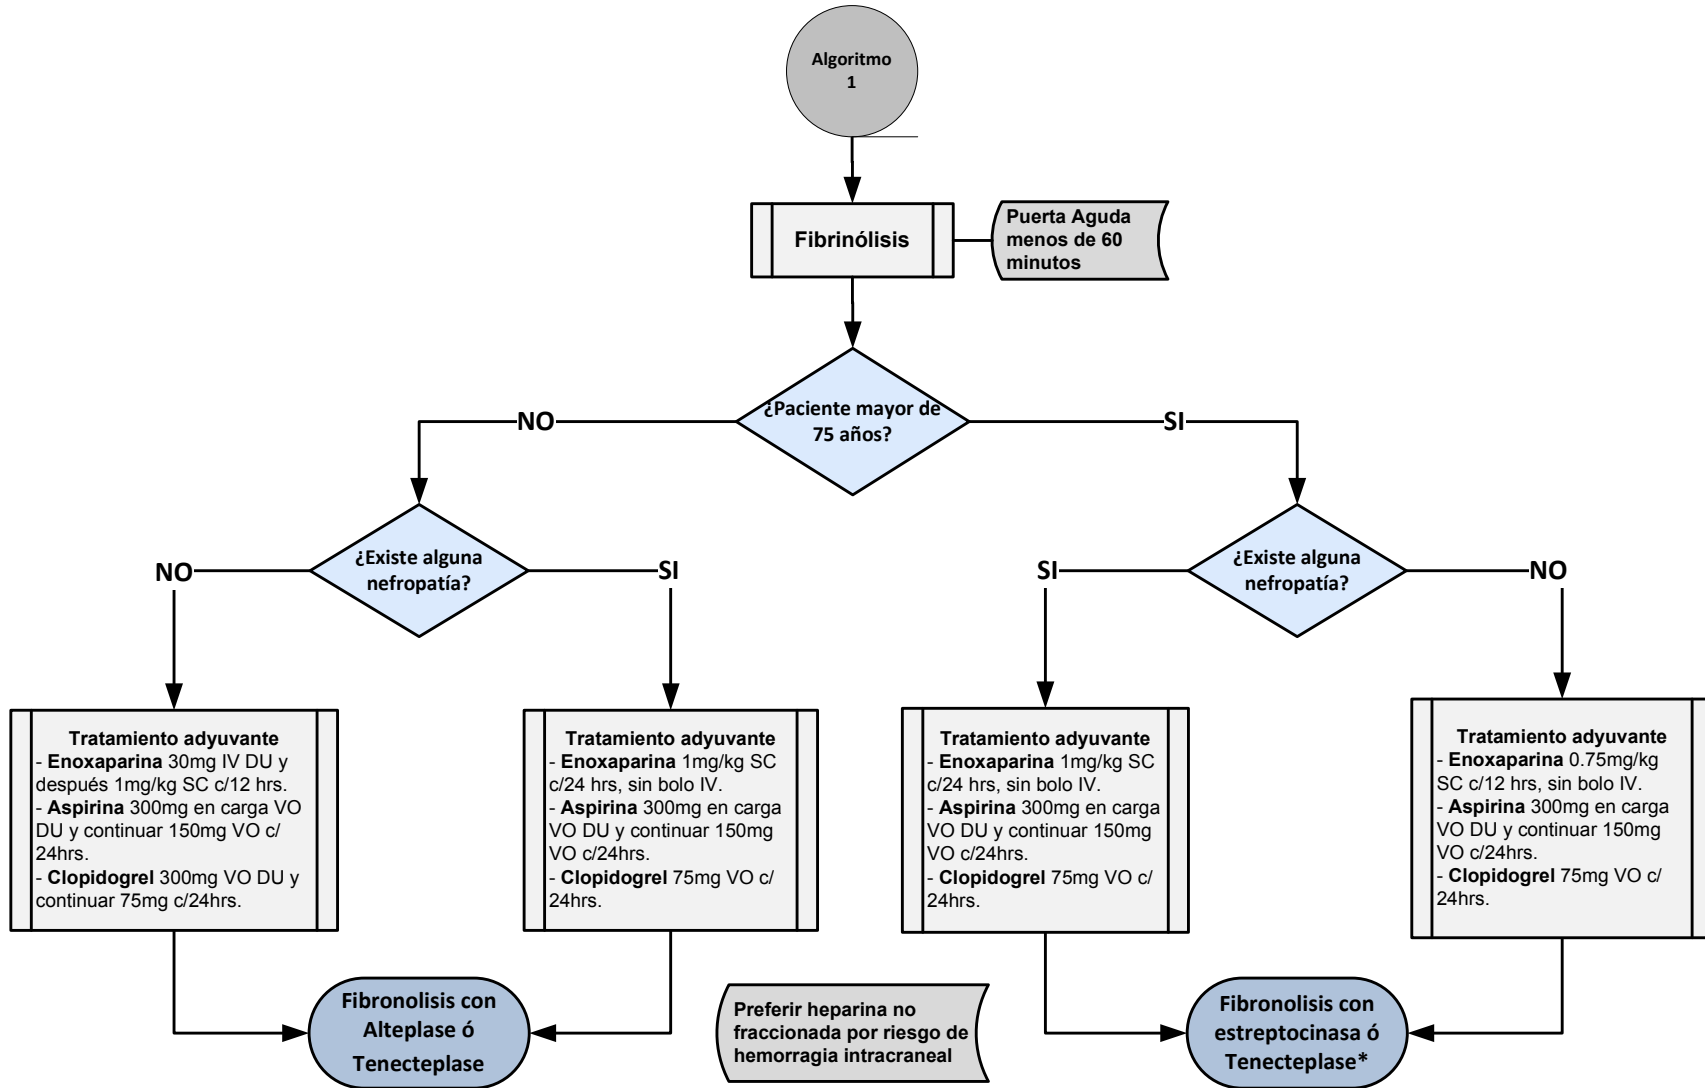 Algoritmo
1
Fibrinólisis
Puerta Aguda
menos de 60
minutos
¿Paciente mayor de
75 años?
NO
SI
¿Existe alguna
nefropatía?
NO
SI
¿Existe alguna
nefropatía?
SI
NO
Tratamiento adyuvante
- Enoxaparina 30mg IV DU y
después 1mg/kg SC c/12 hrs.
- Aspirina 300mg en carga VO
DU y continuar 150mg VO c/
24hrs.
- Clopidogrel 300mg VO DU y
continuar 75mg c/24hrs.
Tratamiento adyuvante
- Enoxaparina 1mg/kg SC
c/24 hrs, sin bolo IV.
- Aspirina 300mg en carga
VO DU y continuar 150mg
VO c/24hrs.
- Clopidogrel 75mg VO c/
24hrs.
Tratamiento adyuvante
- Enoxaparina 1mg/kg SC
c/24 hrs, sin bolo IV.
- Aspirina 300mg en carga
VO DU y continuar 150mg
VO c/24hrs.
- Clopidogrel 75mg VO c/
24hrs.
Tratamiento adyuvante
- Enoxaparina 0.75mg/kg
SC c/12 hrs, sin bolo IV.
- Aspirina 300mg en carga
VO DU y continuar 150mg
VO c/24hrs.
- Clopidogrel 75mg VO c/
24hrs.
Fibronolisis con
Alteplase ó
Tenecteplase
Preferir heparina no
fraccionada por riesgo de
hemorragia intracraneal
Fibronolisis con
estreptocinasa ó
Tenecteplase*